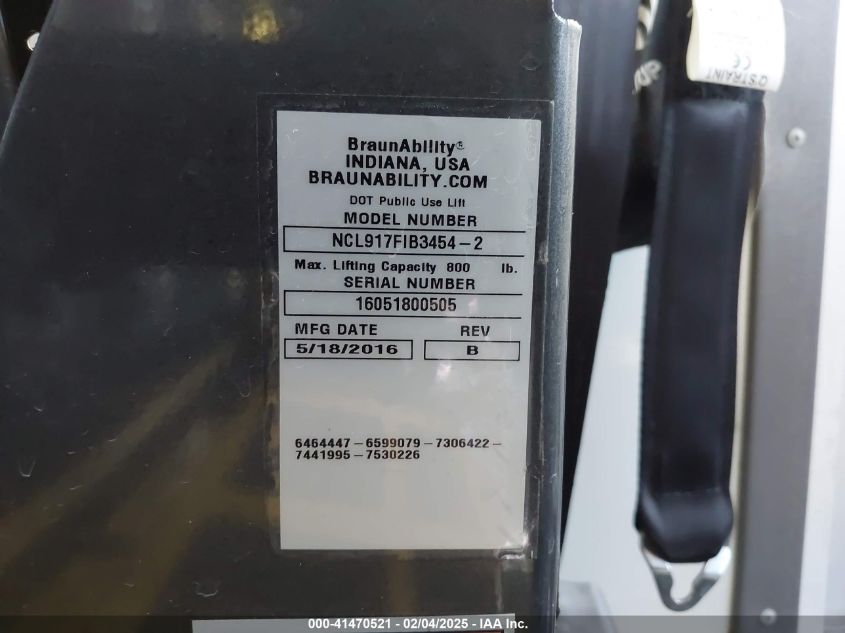 BraunAbility®
INDIANA, USA
BRAUNABILITY.COM
DOT Public Use Lift
MODEL NUMBER
NCL917FIB3454-2
Max. Lifting Capacity 800 lb.
SERIAL NUMBER
16051800505
MFG DATE REV
5/18/2016 B
6464447-6599079-7306422-
7441995-7530226
Q'STRAINT
CE
000-41470521 - 02/04/2025 - IAA Inc.